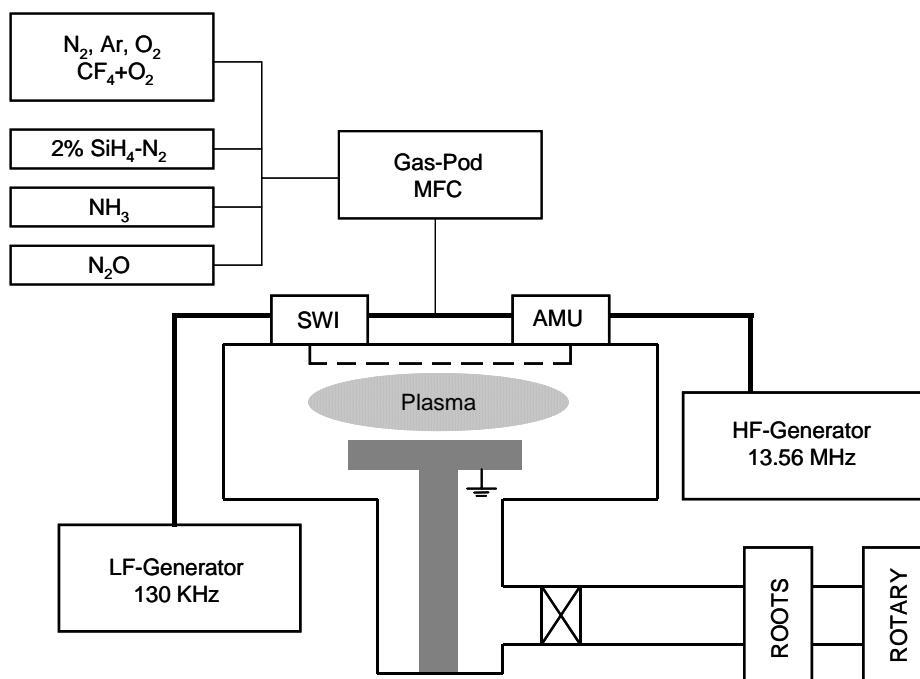 N₂, Ar, O₂
CF₄+O₂
2% SiH₄-N₂
NH₃
N₂O
Gas-Pod
MFC
SWI
AMU
Plasma
HF-Generator
13.56 MHz
LF-Generator
130 KHz
ROOTS
ROTARY